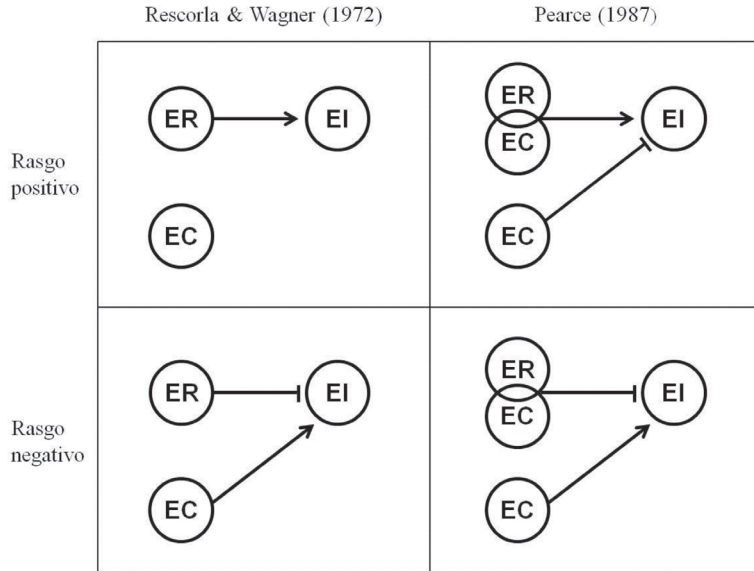 Rescorla & Wagner (1972)
Pearce (1987)
Rasgo
positivo
ER
EI
EC
ER
EC
EI
EC
Rasgo
negativo
ER
EI
EC
ER
EC
EI
EC